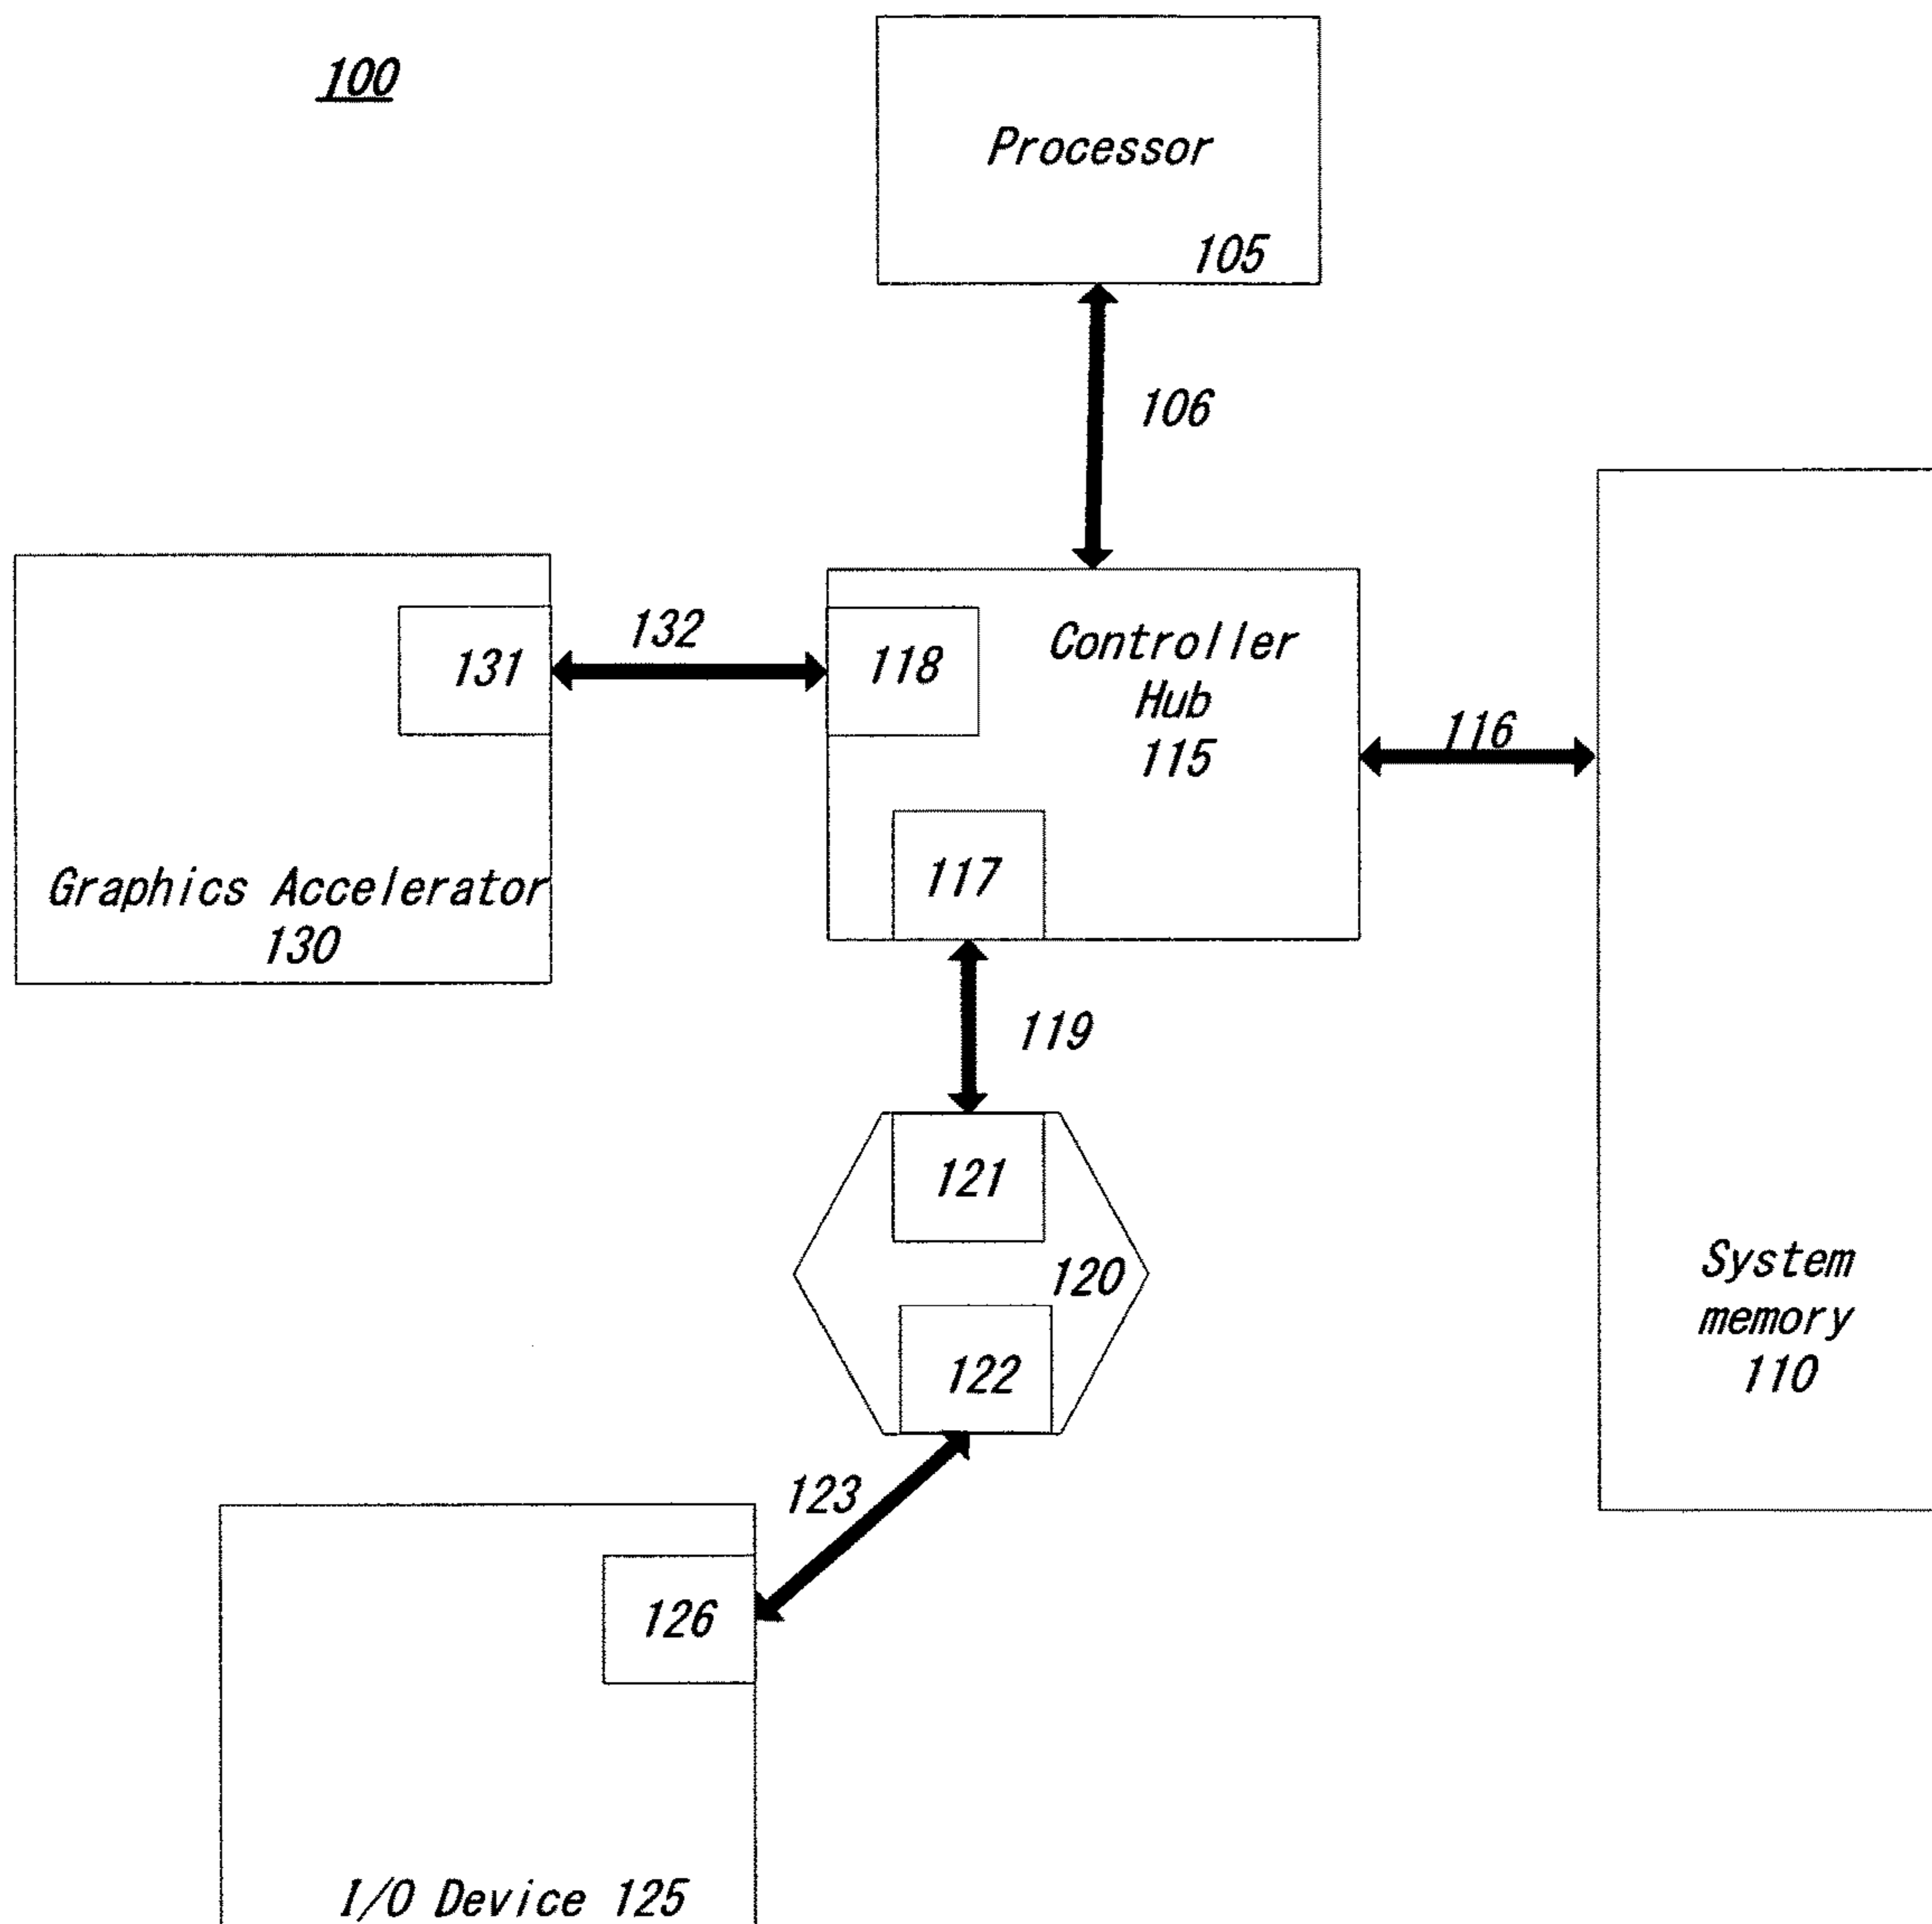 100
Processor
105
106
132
131
118
Controller
Hub
115
116
117
Graphics Accelerator
130
119
121
120
122
System
memory
110
123
126
I/O Device 125